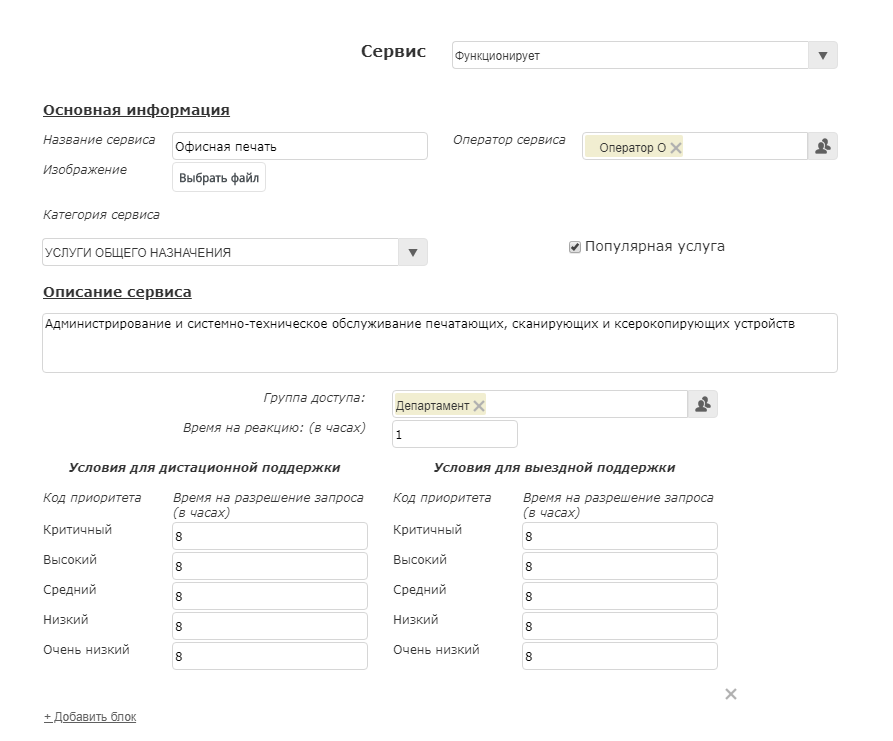 Сервис
Функционирует
Основная информация
Название сервиса
Офисная печать
Оператор сервиса
Оператор О
Изображение
Выбрать файл
Категория сервиса
УСЛУГИ ОБЩЕГО НАЗНАЧЕНИЯ
Популярная услуга
Описание сервиса
Администрирование и системно-техническое обслуживание печатающих, сканирующих и ксерокопирующих устройств
Группа доступа:
Департамент
Время на реакцию: (в часах)
1
Условия для дистационной поддержки
Условия для выездной поддержки
Код приоритета
Время на разрешение запроса
(в часах)
Код приоритета
Время на разрешение запроса
(в часах)
Критичный
8
Критичный
8
Высокий
8
Высокий
8
Средний
8
Средний
8
Низкий
8
Низкий
8
Очень низкий
8
Очень низкий
8
+ Добавить блок